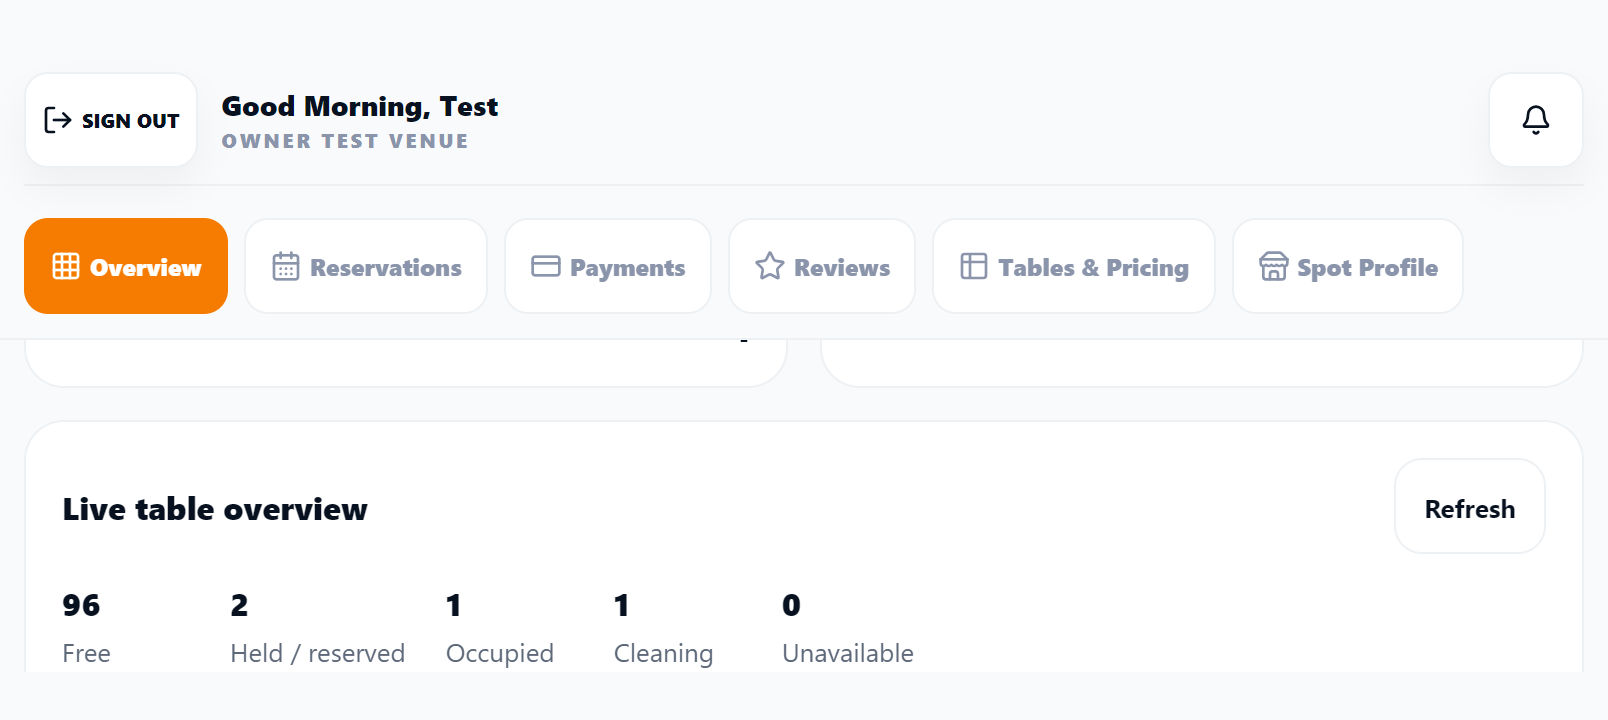 SIGN OUT
Good Morning, Test
OWNER TEST VENUE
Overview
Reservations
Payments
Reviews
Tables & Pricing
Spot Profile
Live table overview
Refresh
96
2
1
1
0
Free
Held / reserved
Occupied
Cleaning
Unavailable